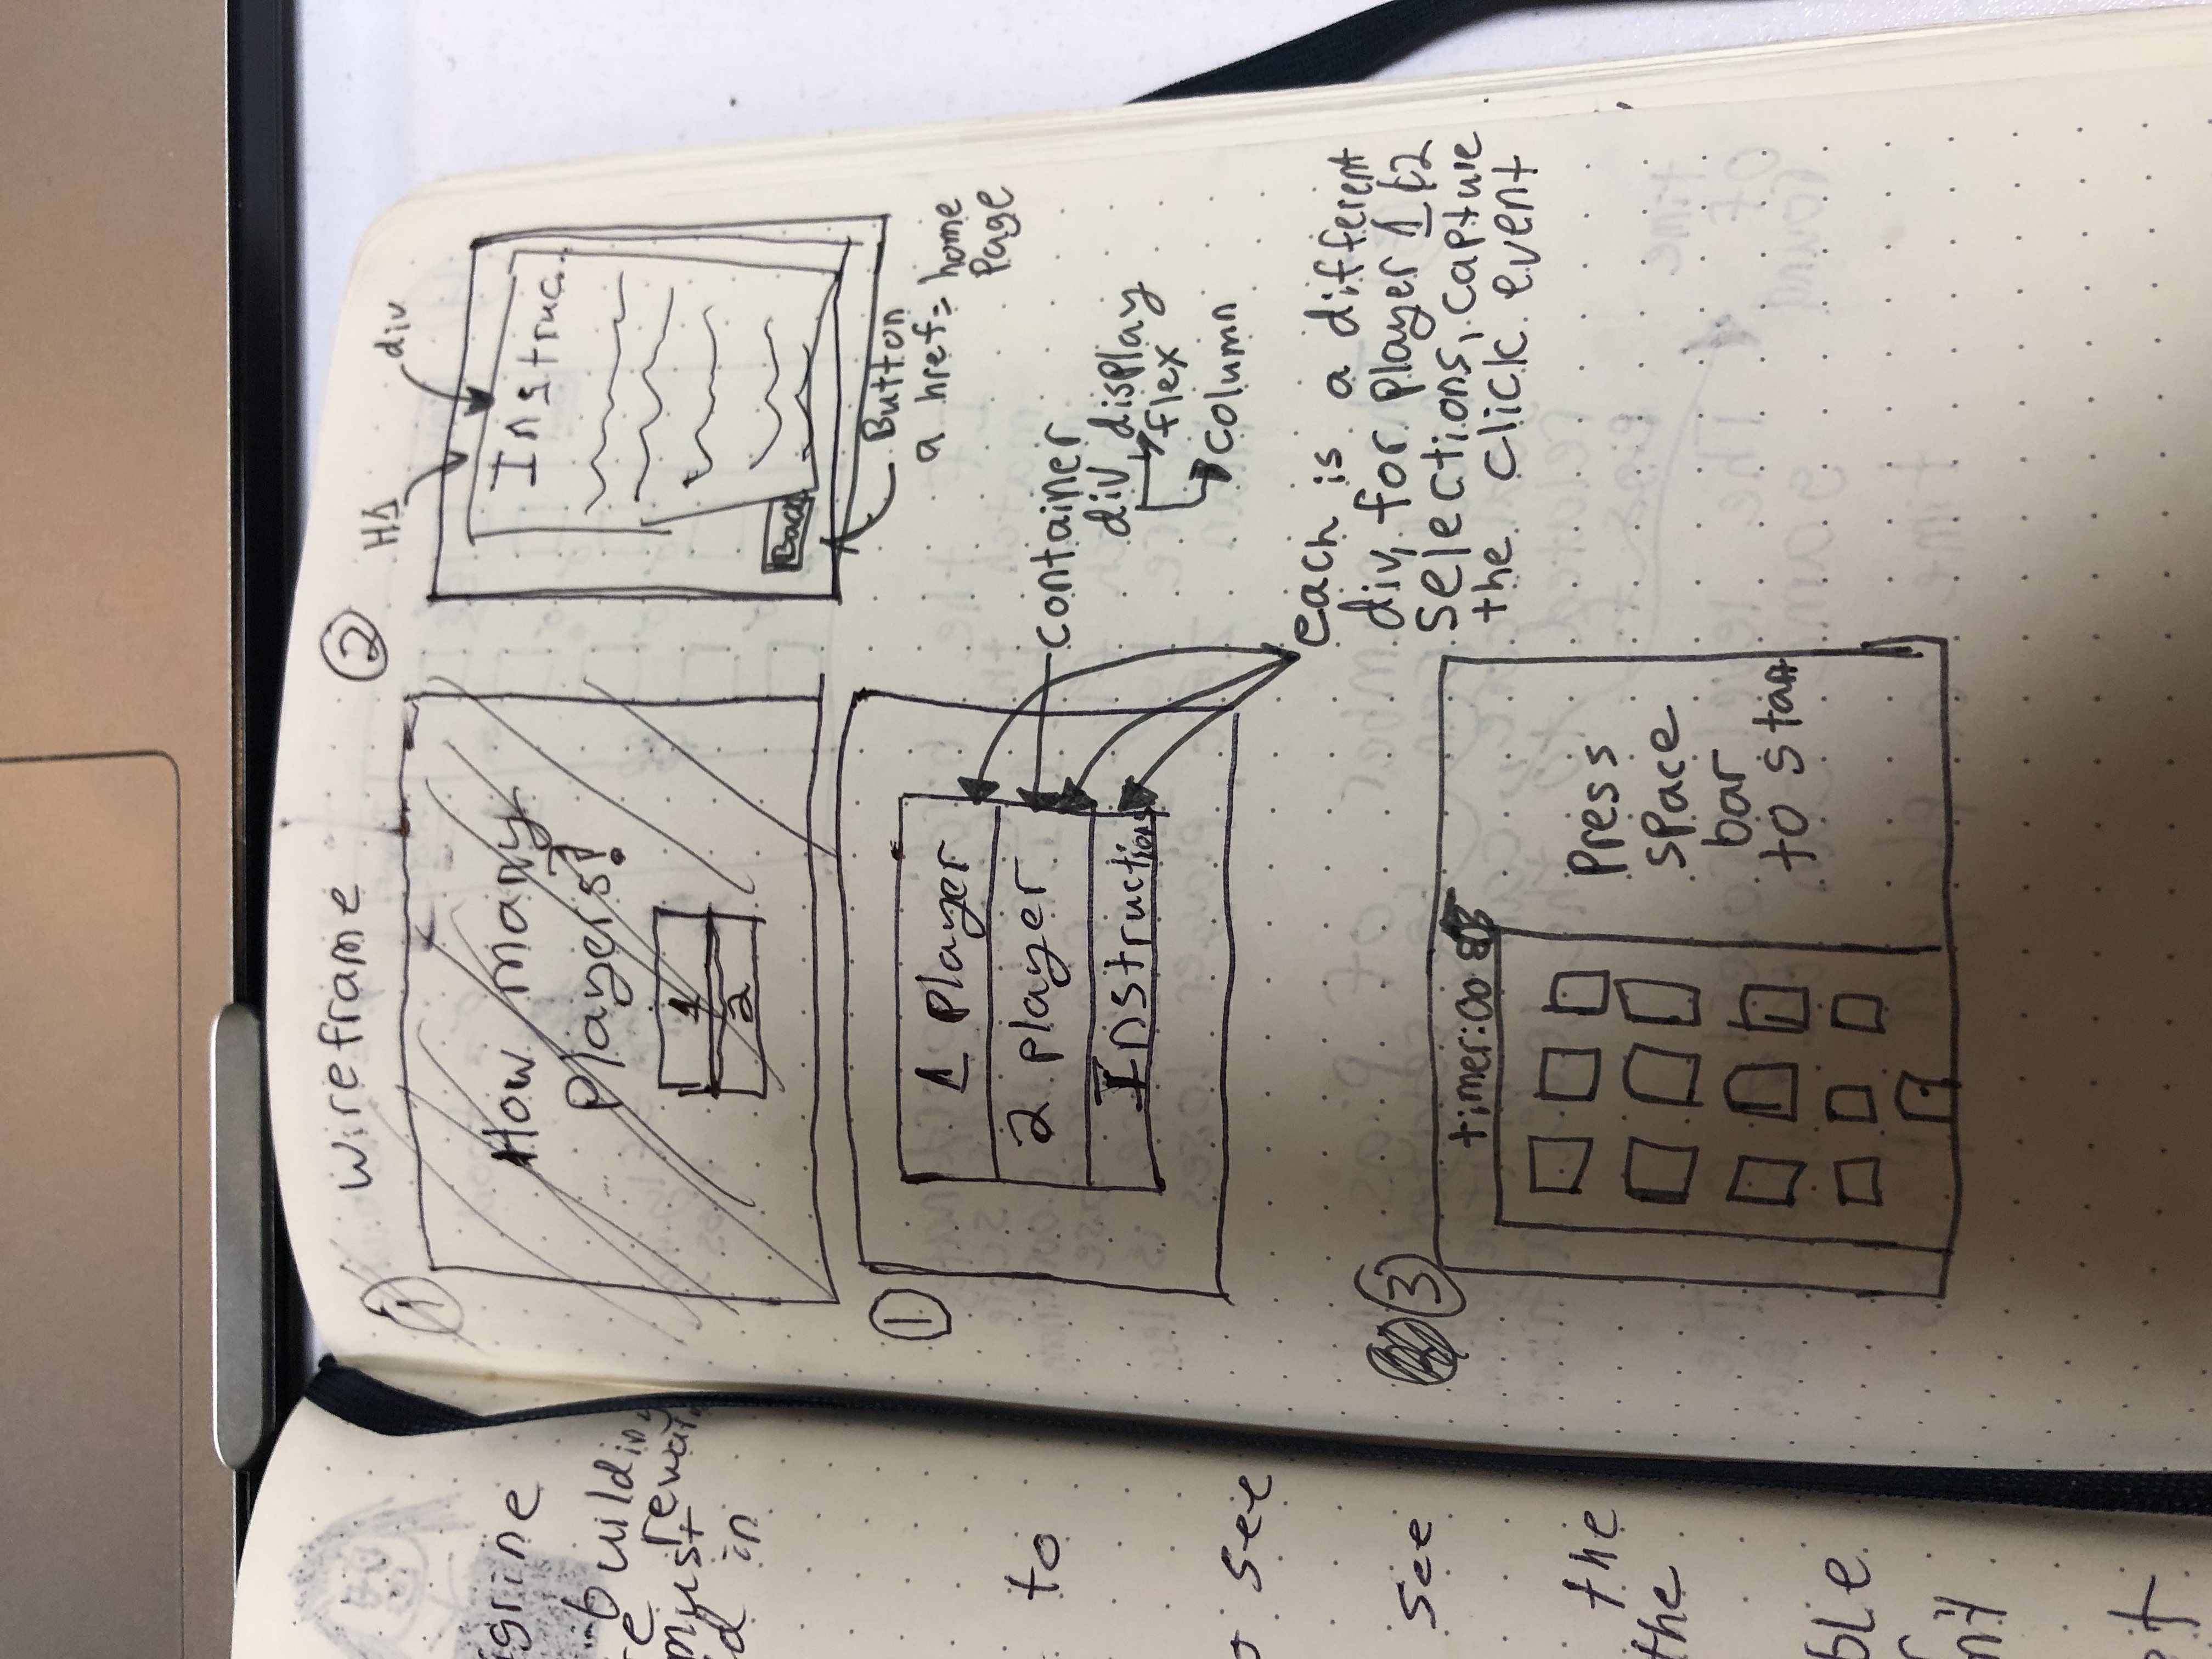 wireframe
1
How many
Players?
1
2
2
H1
div
Instruc..
Back
Button
a href= home
Page
1
1 player
2 player
Instructions
container
div, display
flex
column
each is a different
div, for player 1 & 2
selections, capture
the click event
3
timer: 00
Press
space
bar
to start
igrine
building
re rewat
must
d in
to
see
see
the
the
ble